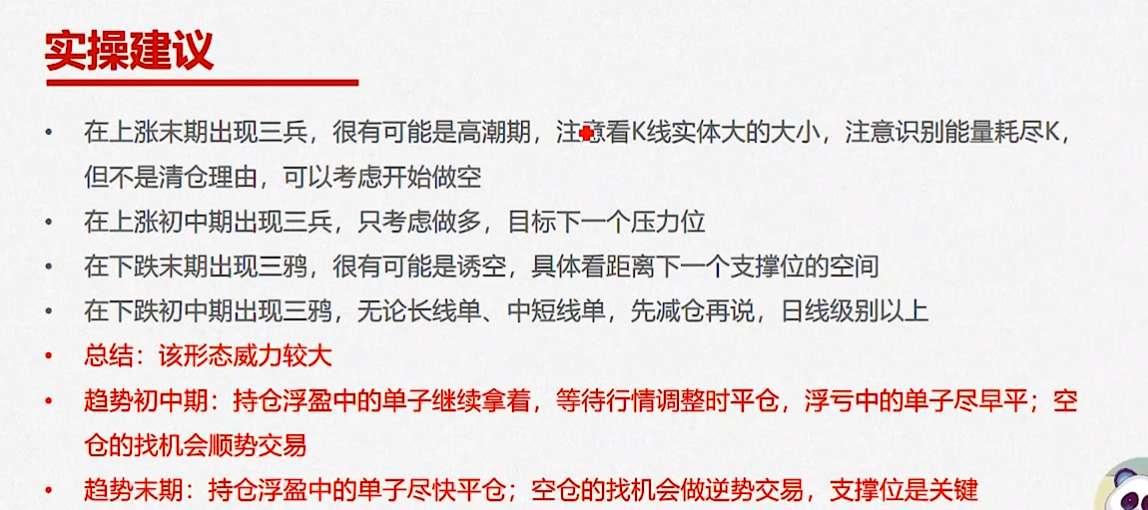 实操建议
• 在上涨末期出现三兵，很有可能是高潮期，注意看K线实体大的大小，注意识别能量耗尽K，
但不是清仓理由，可以考虑开始做空
• 在上涨初中期出现三兵，只考虑做多，目标下一个压力位
• 在下跌末期出现三鸦，很有可能是诱空，具体看距离下一个支撑位的空间
• 在下跌初中期出现三鸦，无论长线单、中短线单，先减仓再说，日线级别以上
• 总结：该形态威力较大
• 趋势初中期：持仓浮盈中的单子继续拿着，等待行情调整时平仓，浮亏中的单子尽早平；空
仓的找机会顺势交易
• 趋势末期：持仓浮盈中的单子尽快平仓；空仓的找机会做逆势交易，支撑位是关键